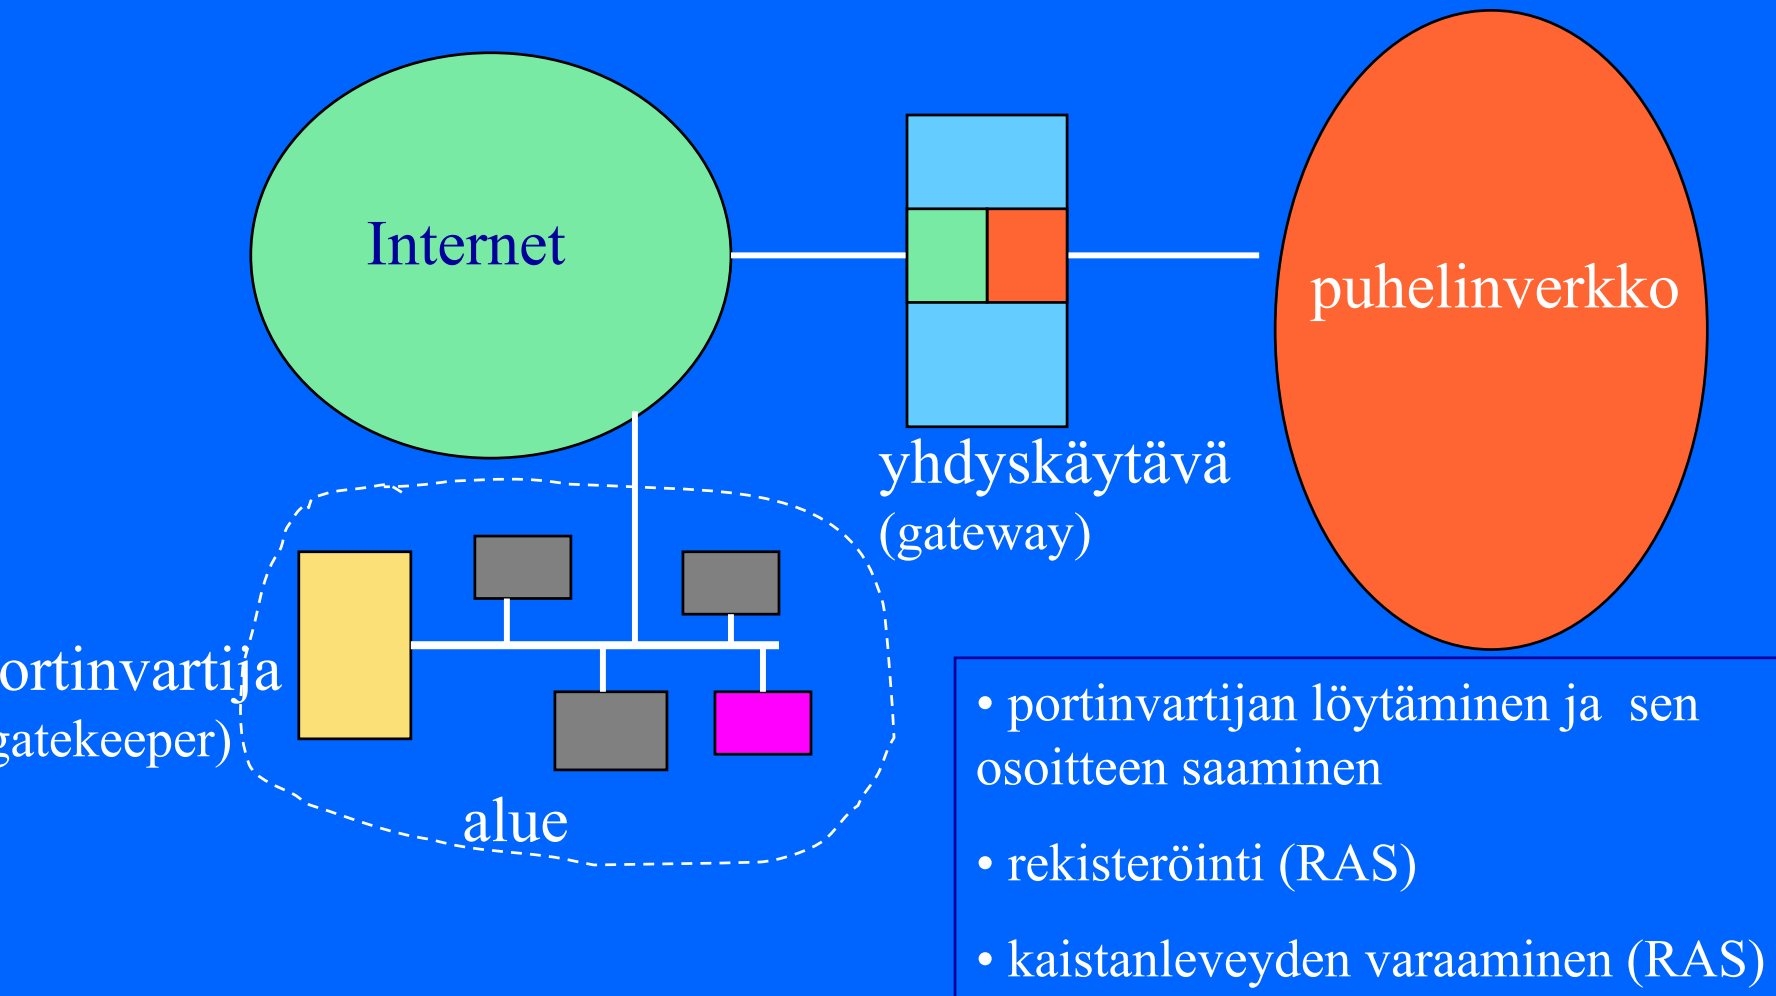 Internet
puhelinverkko
yhdyskäytävä
(gateway)
ortinvartija
gatekeeper)
alue
• portinvartijan löytäminen ja sen
osoitteen saaminen
• rekisteröinti (RAS)
• kaistanleveyden varaaminen (RAS)